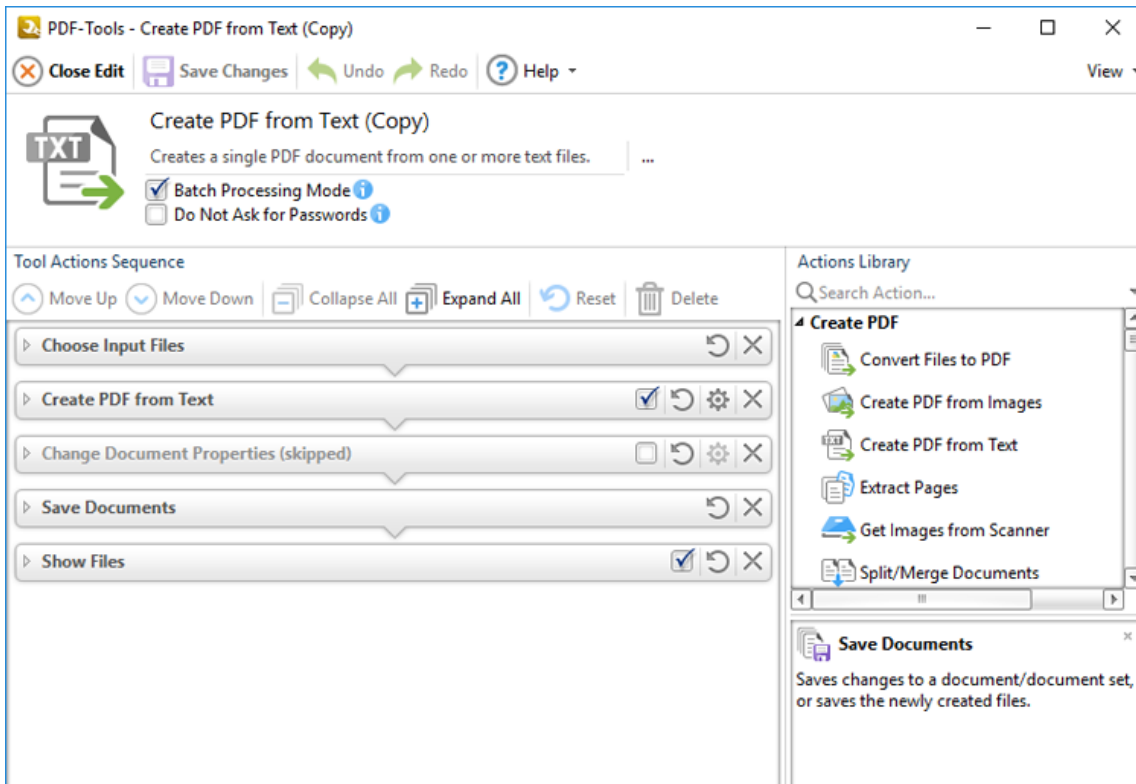 PDF-Tools - Create PDF from Text (Copy)
Close Edit Save Changes Undo Redo ? Help View
TXT
Create PDF from Text (Copy)
Creates a single PDF document from one or more text files. ...
Batch Processing Mode i
Do Not Ask for Passwords i
Tool Actions Sequence
Move Up Move Down Collapse All Expand All Reset Delete
Choose Input Files
Create PDF from Text
Change Document Properties (skipped)
Save Documents
Show Files
Actions Library
Search Action...
Create PDF
Convert Files to PDF
Create PDF from Images
TXT Create PDF from Text
Extract Pages
Get Images from Scanner
Split/Merge Documents
Save Documents
Saves changes to a document/document set,
or saves the newly created files.